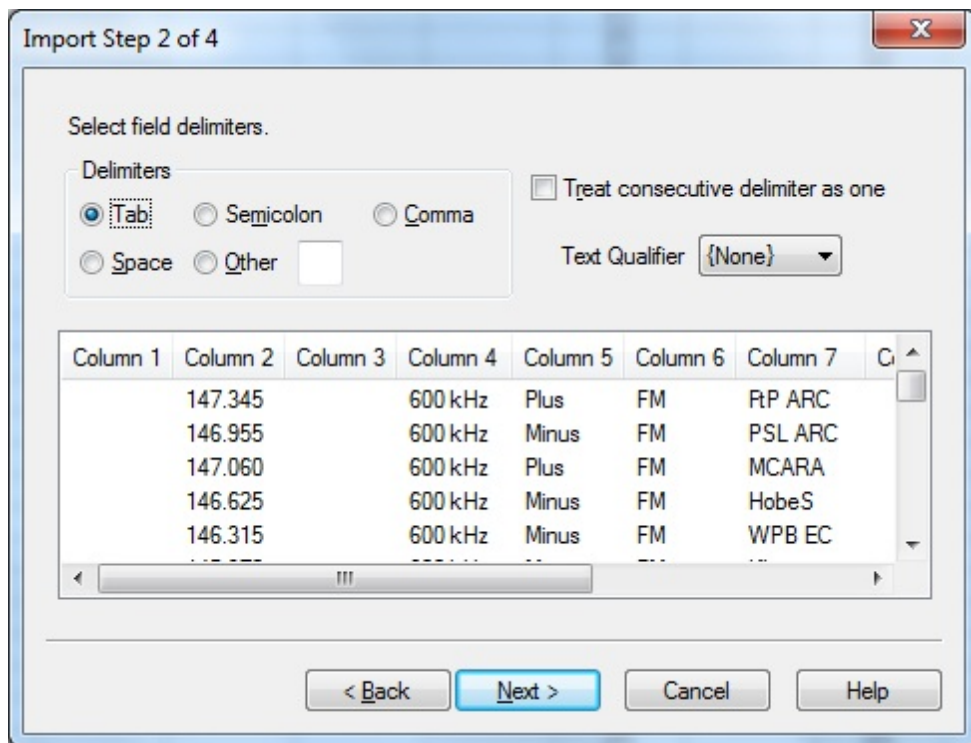 Import Step 2 of 4
Select field delimiters.
Delimiters
Tab Semicolon Comma
Space Other
Treat consecutive delimiter as one
Text Qualifier {None}
Column 1 Column 2 Column 3 Column 4 Column 5 Column 6 Column 7
147.345 600 kHz Plus FM FtP ARC
146.955 600 kHz Minus FM PSL ARC
147.060 600 kHz Plus FM MCARA
146.625 600 kHz Minus FM HobeS
146.315 600 kHz Minus FM WPB EC
< Back Next > Cancel Help